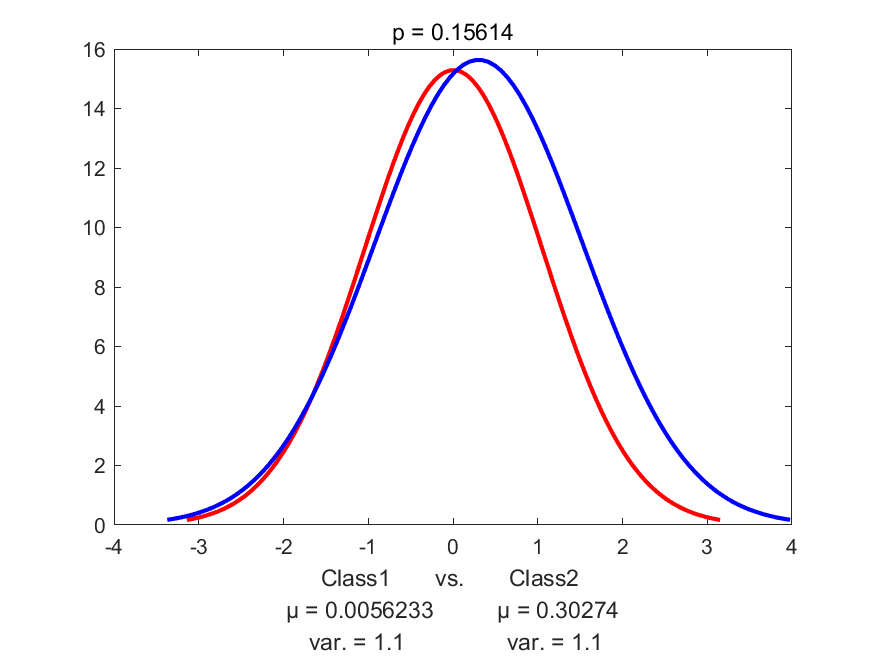 p = 0.15614
16
14
12
10
8
6
4
2
0
-4 -3 -2 -1 0 1 2 3 4
Class1 vs. Class2
μ = 0.0056233 μ = 0.30274
var. = 1.1 var. = 1.1